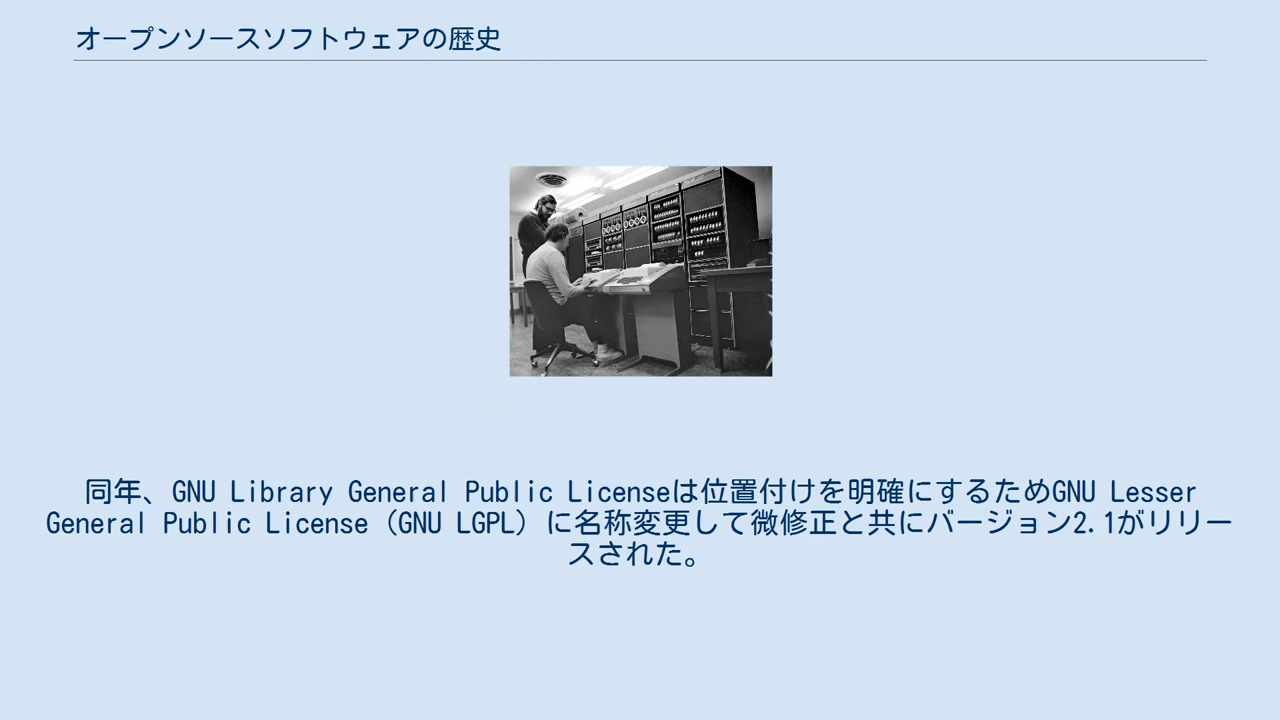 オープンソースソフトウェアの歴史
同年、GNU Library General Public Licenseは位置付けを明確にするためGNU Lesser
General Public License（GNU LGPL）に名称変更して微修正と共にバージョン2.1がリリー
スされた。